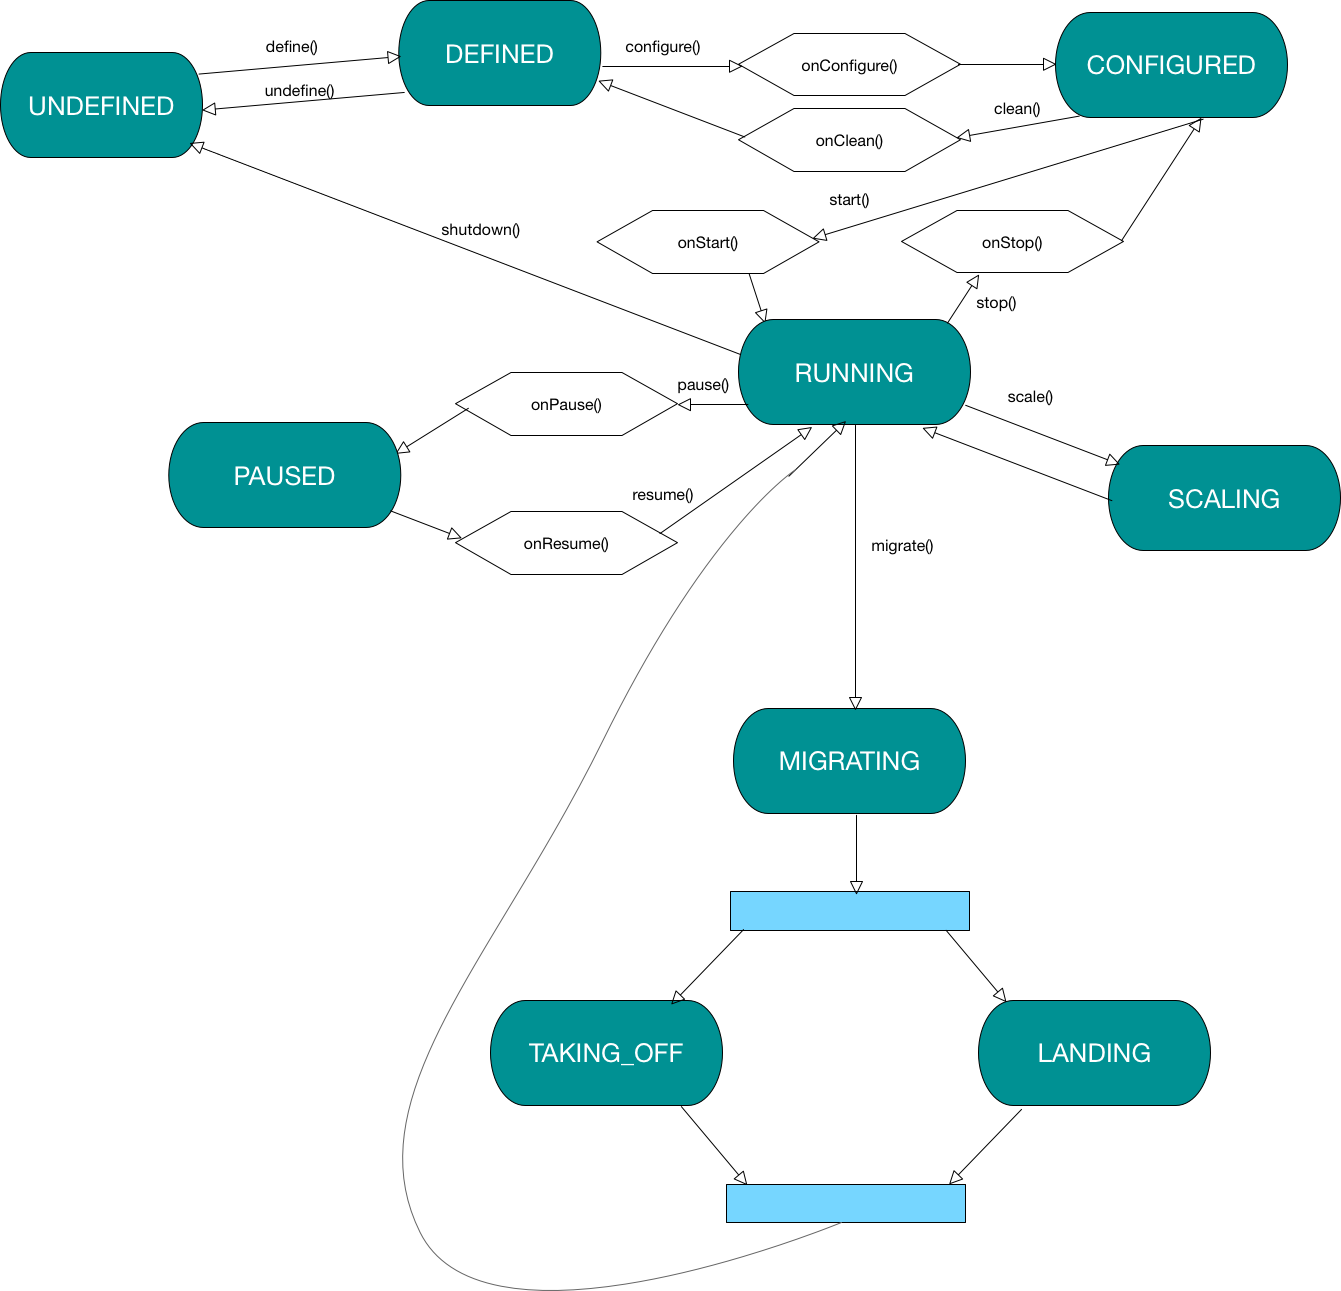 define()
DEFINED
configure()
onConfigure()
CONFIGURED
UNDEFINED
undefine()
clean()
onClean()
start()
shutdown()
onStart()
onStop()
stop()
RUNNING
pause()
scale()
onPause()
PAUSED
resume()
SCALING
onResume()
migrate()
MIGRATING
TAKING_OFF
LANDING